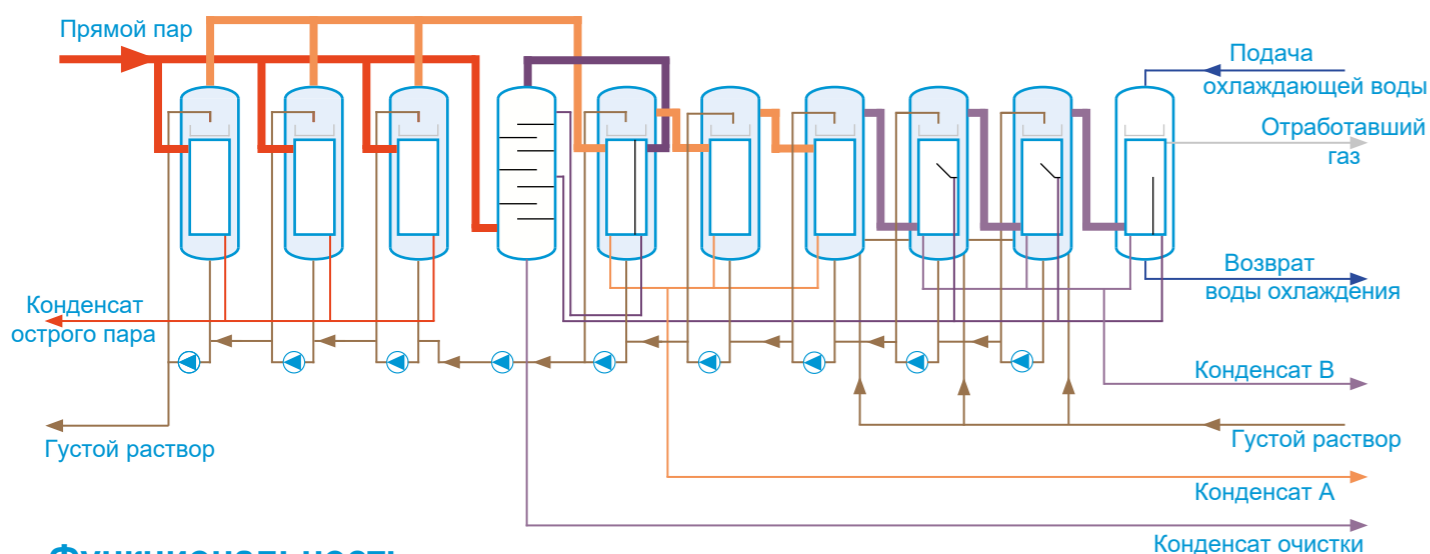 Прямой пар
Подача
охлаждающей воды
Отработавший
газ
Возврат
воды охлаждения
Конденсат
острого пара
Конденсат B
Густой раствор
Густой раствор
Конденсат A
Конденсат очистки
Функциональность